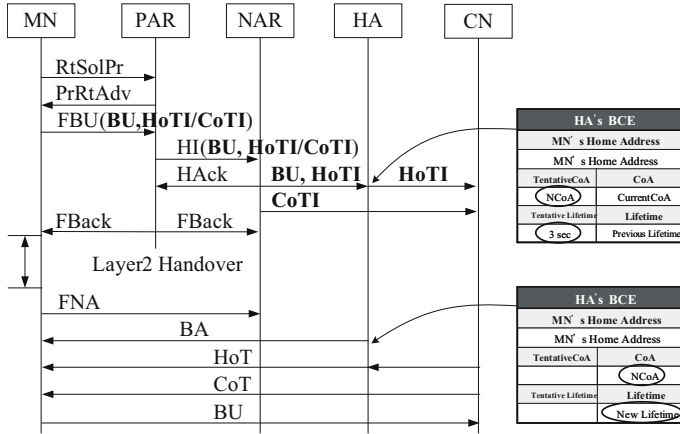 MN PAR NAR HA CN
RtSolPr
PrRtAdv
FBU(BU,HoTI/CoTI)
HI(BU, HoTI/CoTI)
HAck BU, HoTI HoTI
CoTI
FBack FBack
Layer2 Handover
FNA
BA
HoT
CoT
BU
HA's BCE
MN' s Home Address
MN' s Home Address
TentativeCoA CoA
NCoA CurrentCoA
Tentative Lifetime Lifetime
3 sec Previous Lifetime
HA's BCE
MN' s Home Address
MN' s Home Address
TentativeCoA CoA
NCoA
Tentative Lifetime Lifetime
New Lifetime